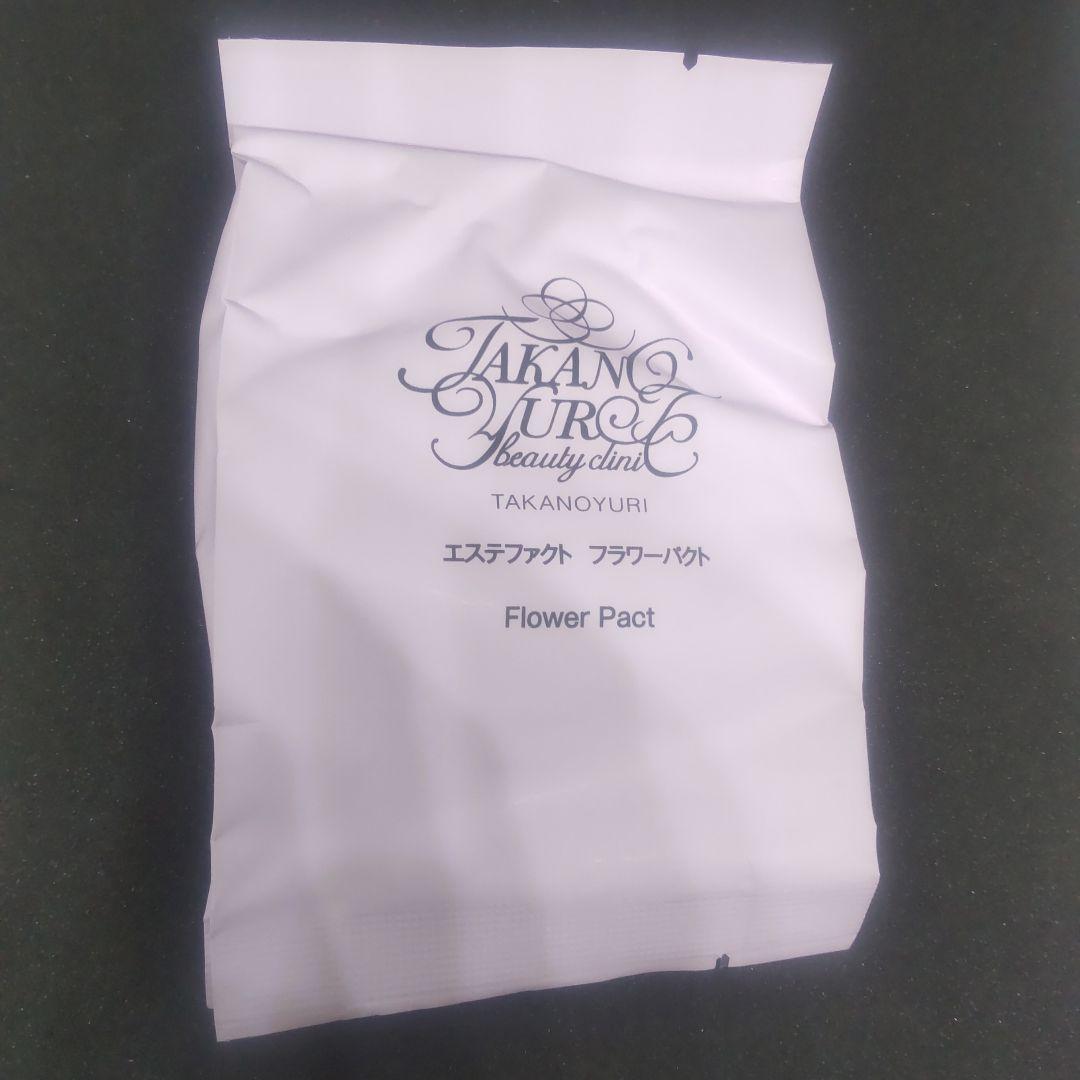 TAKANO
YURI
beauty clinic
TAKANOYURI
エステファクト フラワーパクト
Flower Pact